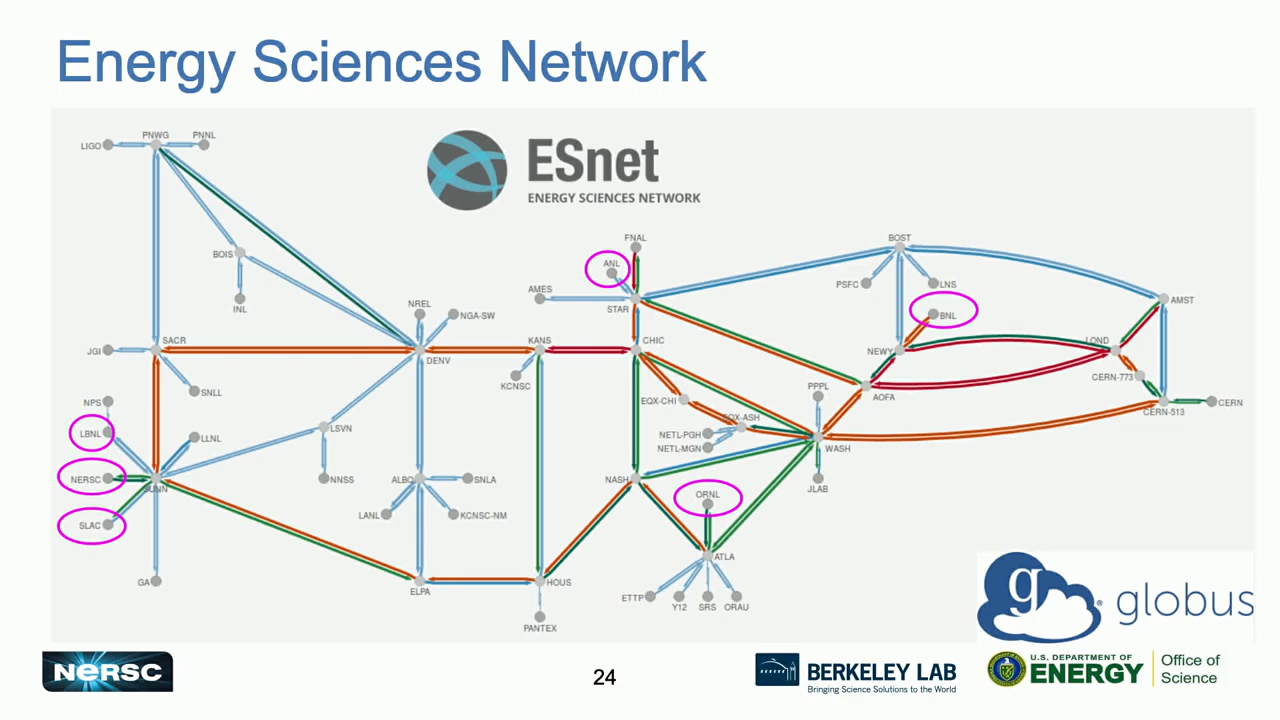 Energy Sciences Network
ESnet
ENERGY SCIENCES NETWORK
LIGO
PNWG
PNNL
BOIS
INL
FNAL
ANL
AMES
STAR
BOST
PSFC
LNS
BNL
AMST
NREL
NGA-SW
JGI
SACR
DENV
KANS
CHIC
NEWY
LOND
CERN-773
SNLL
KCNSC
PPPL
AOFA
NPS
EQX-CHI
CERN
CERN-513
LBNL
LLNL
LSVN
EQX-ASH
NETL-PGH
NETL-MGN
WASH
NERSC
SUNN
NNSS
ALBQ
SNLA
NASH
ORNL
JLAB
SLAC
LANL
KCNSC-NM
ATLA
GA
ELPA
HOUS
ETTP
Y12
SRS
ORAU
PANTEX
g
® globus
NERSC
24
BERKELEY LAB
Bringing Science Solutions to the World
U.S. DEPARTMENT OF
ENERGY
Office of
Science